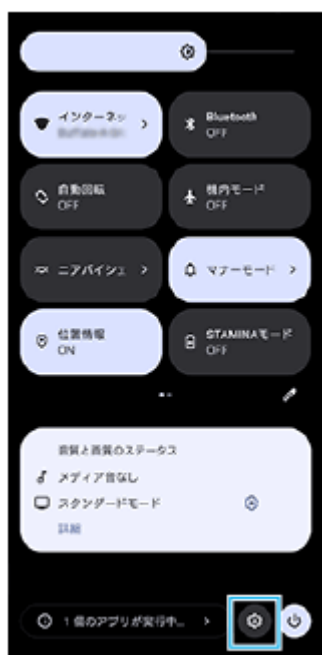 インターネッ
Bluetooth
OFF
自動回転
OFF
機内モード
OFF
ニアバイシェ
マナーモード
位置情報
ON
STAMINAモード
OFF
音質と画質のステータス
メディア音なし
スタンダードモード
詳細
1 個のアプリが実行中...